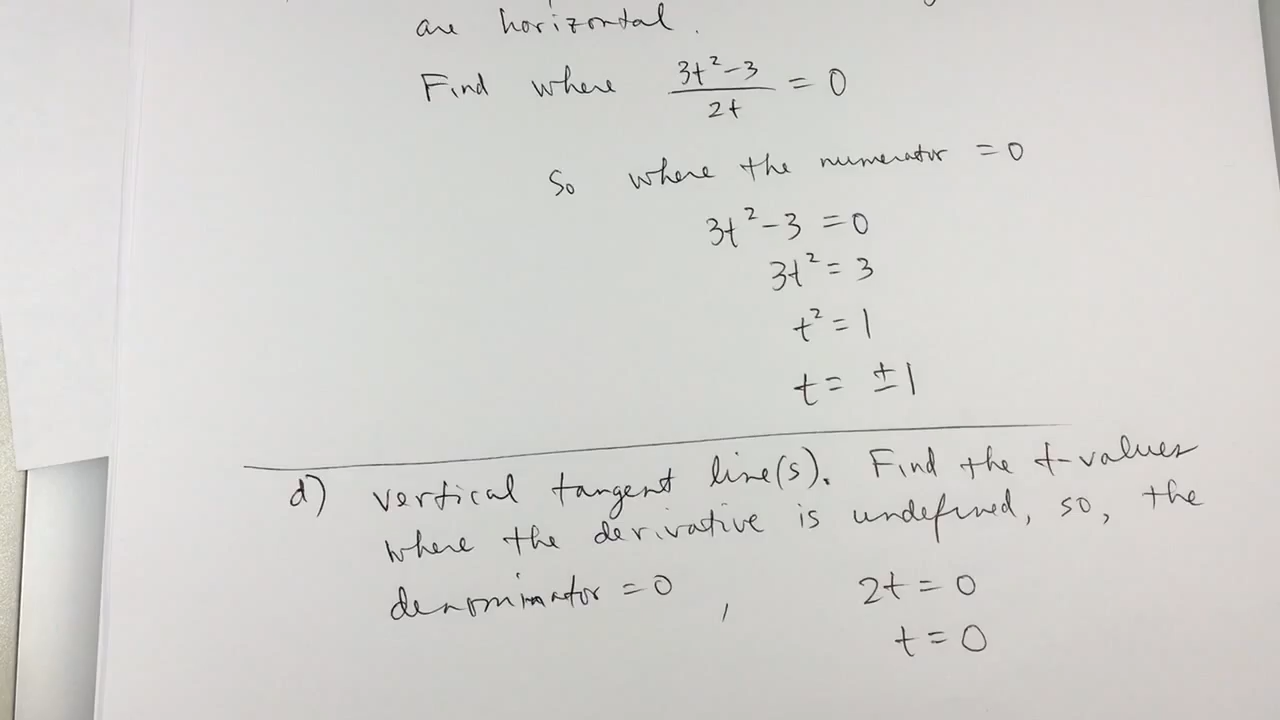 are horizontal.
Find where (3t²-3)/(2t) = 0
So where the numerator = 0
3t²-3 = 0
3t² = 3
t² = 1
t = ±1
d) vertical tangent line(s). Find the t-values
where the derivative is undefined, so, the
denominator = 0 , 2t = 0
t = 0